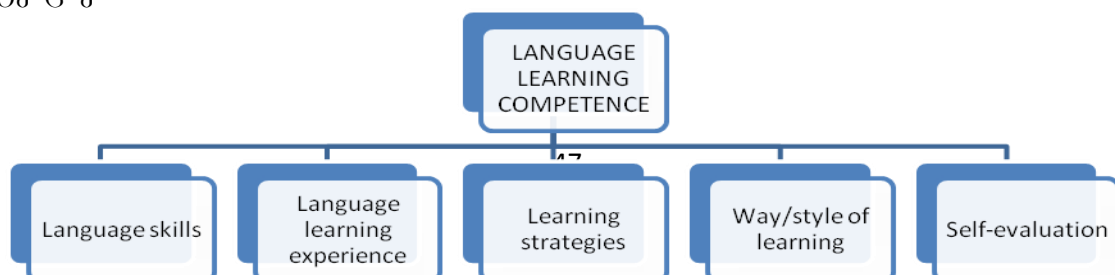 LANGUAGE
LEARNING
COMPETENCE
47
Language skills
Language
learning
experience
Learning
strategies
Way/style of
learning
Self-evaluation